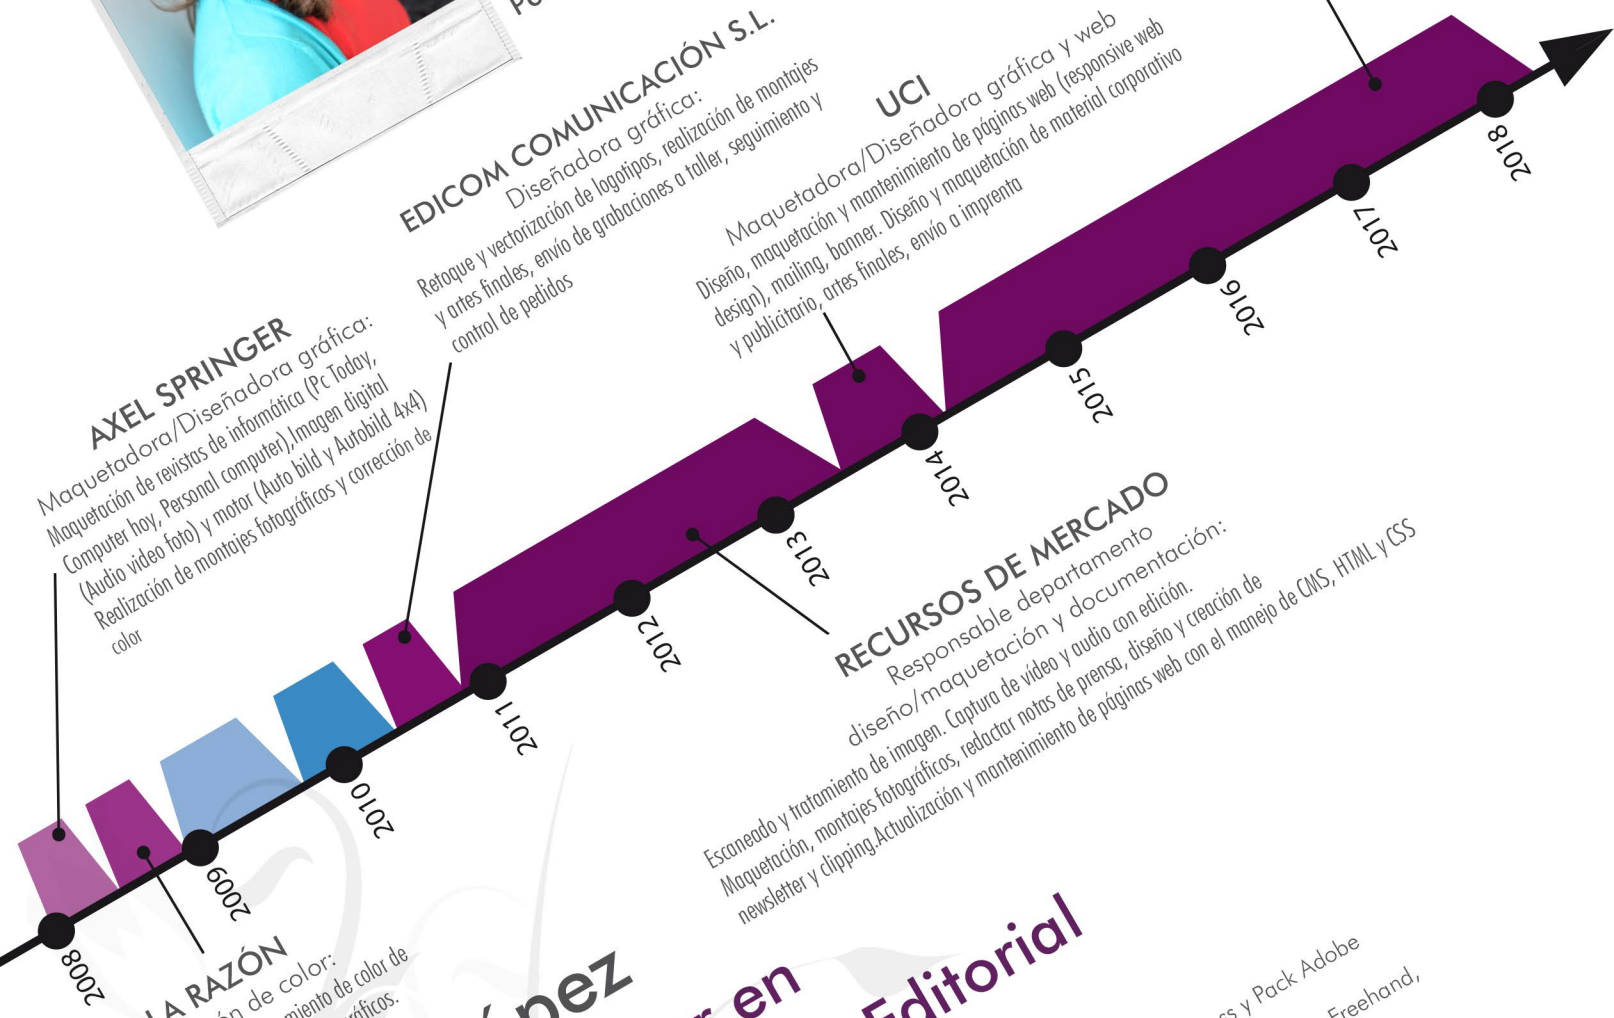 EDICOM COMUNICACIÓN S.L.
Diseñadora gráfica:
Retoque y vectorización de logotipos, realización de montajes
y artes finales, envío de grabaciones a taller, seguimiento y
control de pedidos
UCI
Maquetadora/Diseñadora gráfica y web
Diseño, maquetación y mantenimiento de páginas web (responsive web
design), mailing, banner. Diseño y maquetación de material corporativo
y publicitario, artes finales, envío a imprenta
AXEL SPRINGER
Maquetadora/Diseñadora gráfica:
Maquetación de revistas de informática (Pc Today,
Computer hoy, Personal computer),Imagen digital
(Audio video foto) y motor (Auto bild y Autobild 4x4)
Realización de montajes fotográficos y corrección de
color
2008
2009
2010
2011
2012
2013
2014
2015
2016
2017
2018
RECURSOS DE MERCADO
Responsable departamento
diseño/maquetación y documentación:
Escaneado y tratamiento de imagen. Captura de vídeo y audio con edición.
Maquetación, montajes fotográficos, redactar notas de prensa, diseño y creación de
newsletter y clipping.Actualización y mantenimiento de páginas web con el manejo de CMS, HTML y CSS
LA RAZÓN
de color:
de color de
en
Editorial
y Pack Adobe
Freehand,